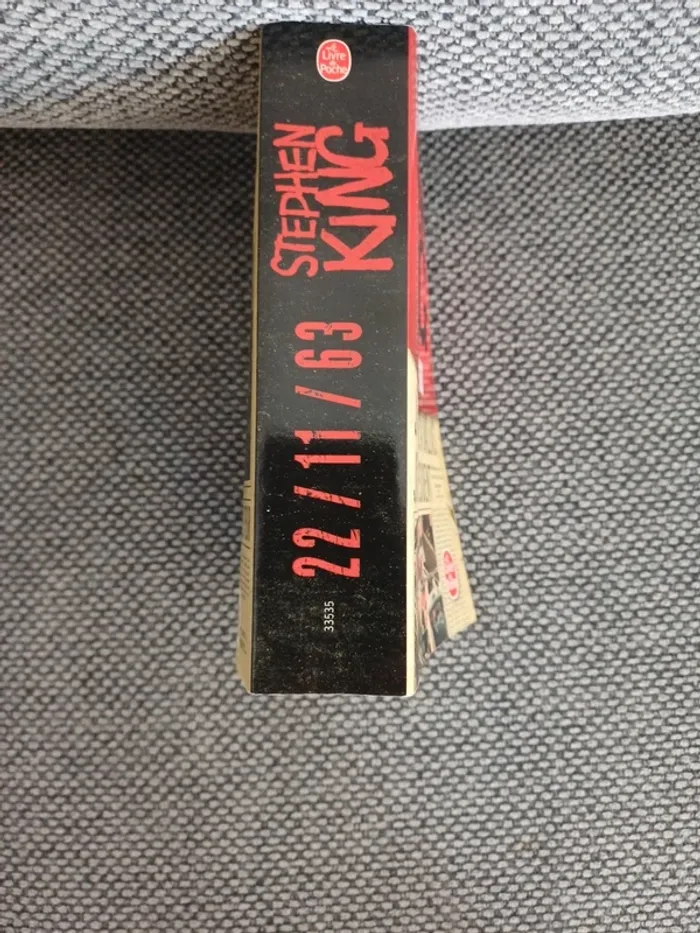 Le
Livre
de
Poche
STEPHEN
KING
22/11/63
33535